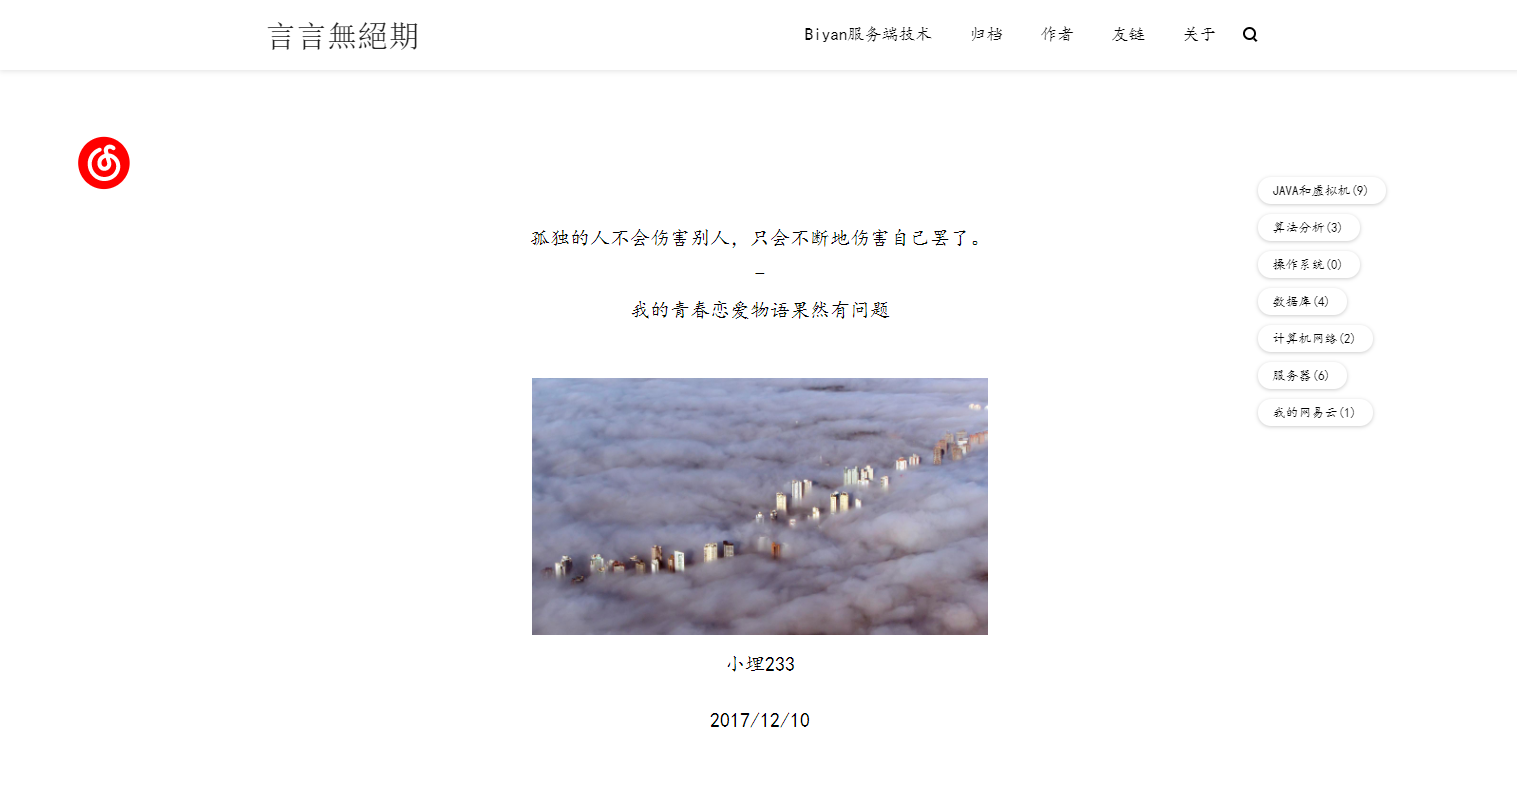 言言無絕期
Biyan服务端技术 归档 作者 友链 关于
孤独的人不会伤害别人，只会不断地伤害自己罢了。
—
我的青春恋爱物语果然有问题
小埋233
2017/12/10
JAVA和虚拟机(9)
算法分析(3)
操作系统(0)
数据库(4)
计算机网络(2)
服务器(6)
我的网易云(1)